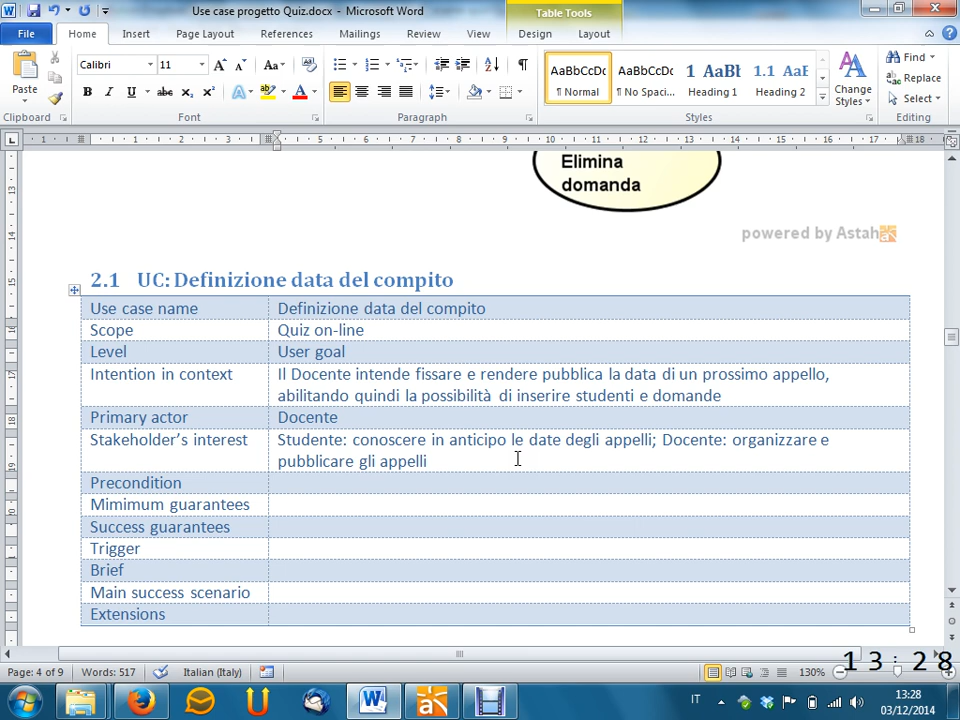 Use case progetto Quiz.docx - Microsoft Word
Table Tools
File
Home
Insert
Page Layout
References
Mailings
Review
View
Design
Layout
Paste
Calibri
11
Clipboard
Font
Paragraph
AaBbCcDc
¶ Normal
AaBbCcDc
¶ No Spaci...
1 AaBl
Heading 1
1.1 AaE
Heading 2
Change
Styles
Styles
Find
Replace
Select
Editing
Elimina
domanda
powered by Astah
2.1 UC: Definizione data del compito
Use case name Definizione data del compito
Scope Quiz on-line
Level User goal
Intention in context Il Docente intende fissare e rendere pubblica la data di un prossimo appello,
abilitando quindi la possibilità di inserire studenti e domande
Primary actor Docente
Stakeholder's interest Studente: conoscere in anticipo le date degli appelli; Docente: organizzare e
pubblicare gli appelli
Precondition
Mimimum guarantees
Success guarantees
Trigger
Brief
Main success scenario
Extensions
Page: 4 of 9
Words: 517
Italian (Italy)
130%
13:28
IT
13:28
03/12/2014